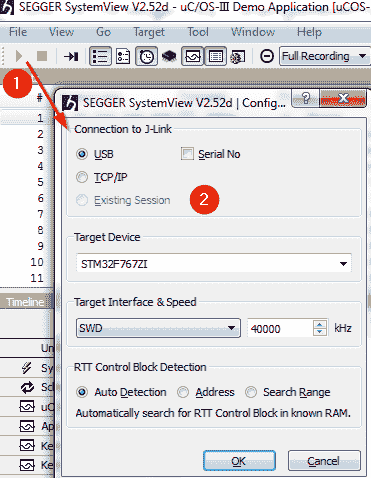 SEGGER SystemView V2.52d - uC/OS-III Demo Application [uCOS-
File View Go Target Tool Window Help
Full Recording
1
#
SEGGER SystemView V2.52d | Config...
1
Connection to J-Link
2
USB Serial No
3
TCP/IP
4
5
6
Existing Session 2
7
8
Target Device
9
10
STM32F767ZI
11
Timeline
Target Interface & Speed
SWD 40000 kHz
Un
Sy
RTT Control Block Detection
Sch
uC
Auto Detection Address Search Range
Ap
Automatically search for RTT Control Block in known RAM.
Ke
Ke
OK Cancel